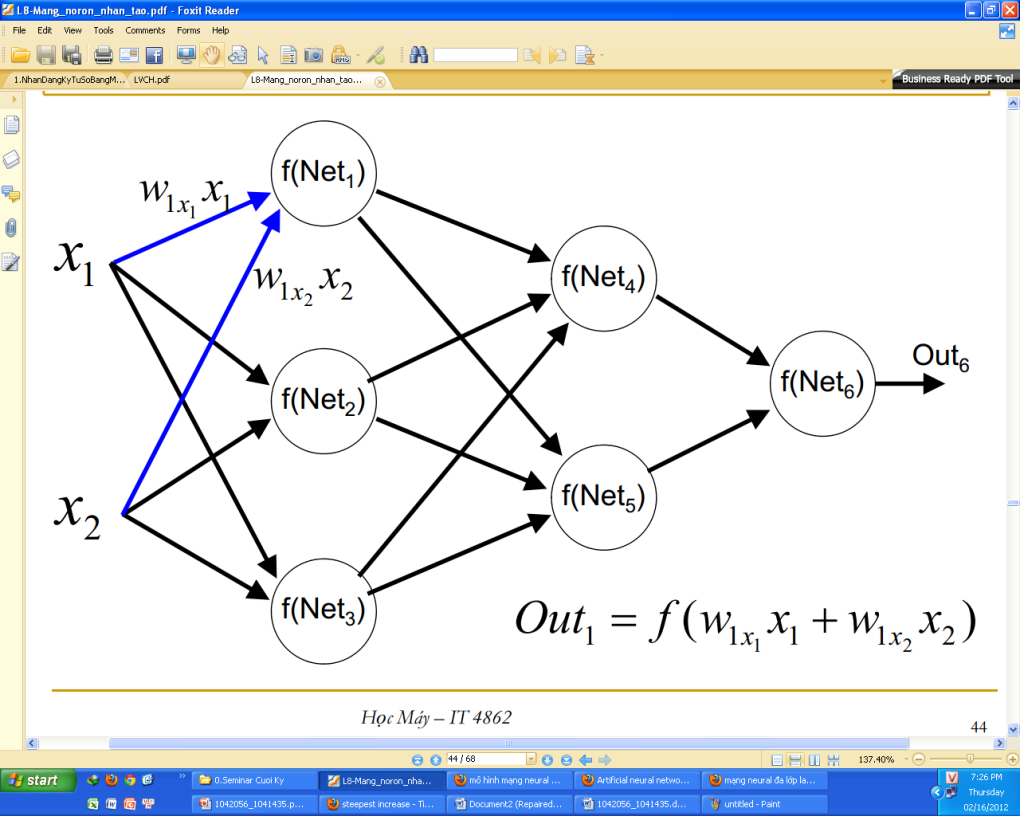 L8-Mang_noron_nhan_tao.pdf - Foxit Reader
File Edit View Tools Comments Forms Help
1.NhanDangKyTuSoBangM... LVCH.pdf L8-Mang_noron_nhan_tao... Business Ready PDF Tool
f(Net₁)
w₁ₓ₁ x₁
x₁
w₁ₓ₂ x₂
f(Net₄)
Out₆
f(Net₂)
f(Net₆)
x₂
f(Net₅)
f(Net₃)
Out₁ = f(w₁ₓ₁ x₁ + w₁ₓ₂ x₂)
Học Máy – IT 4862
44
44 / 68 137.40%
start 0.Seminar Cuoi Ky L8-Mang_noron_nha... mô hình mạng neural ... Artificial neural netwo... mạng neural đa lớp la... 7:26 PM
Thursday
1042056_1041435.p... steepest increase - Ti... Document2 (Repaired... 1042056_1041435.d... untitled - Paint 02/16/2012